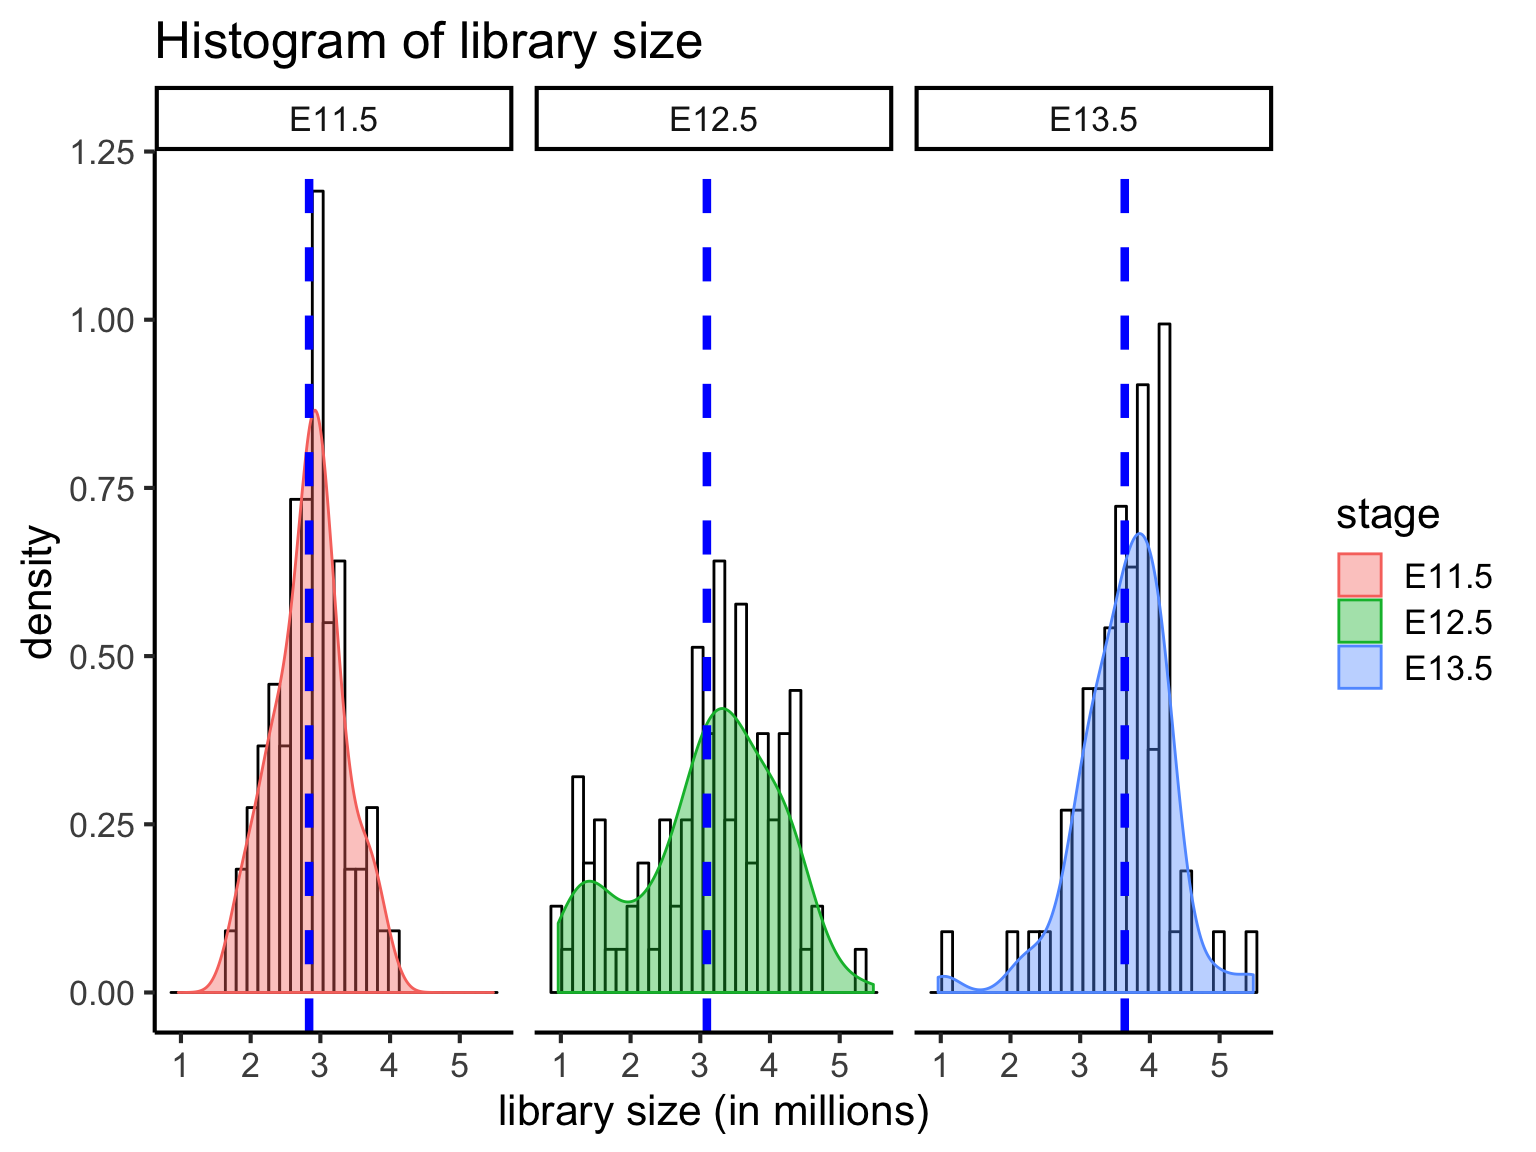 Histogram of library size
E11.5
E12.5
E13.5
1.25
1.00
0.75
0.50
0.25
0.00
density
1 2 3 4 5
1 2 3 4 5
1 2 3 4 5
library size (in millions)
stage
E11.5
E12.5
E13.5